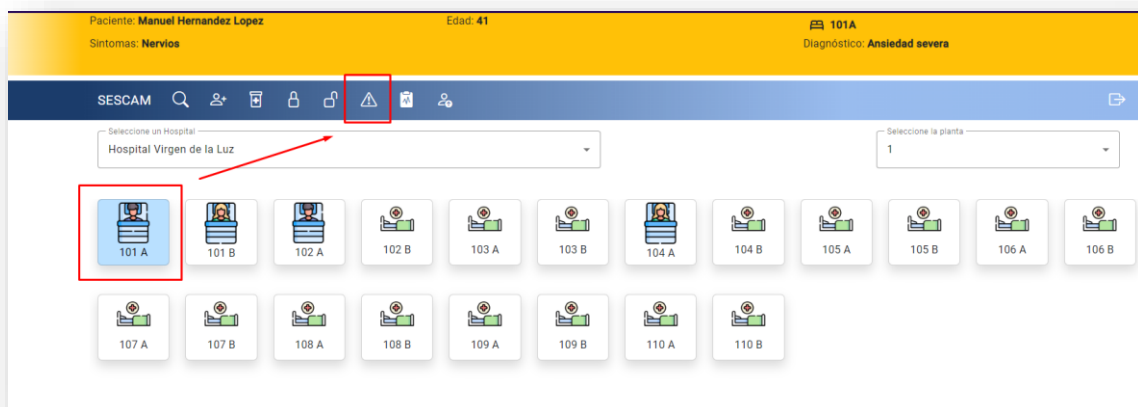 Paciente: Manuel Hernandez Lopez Edad: 41 101A
Sintomas: Nervios Diagnóstico: Ansiedad severa
SESCAM
Seleccione un Hospital Seleccione la planta
Hospital Virgen de la Luz 1
101 A 101 B 102 A 102 B 103 A 103 B 104 A 104 B 105 A 105 B 106 A 106 B
107 A 107 B 108 A 108 B 109 A 109 B 110 A 110 B